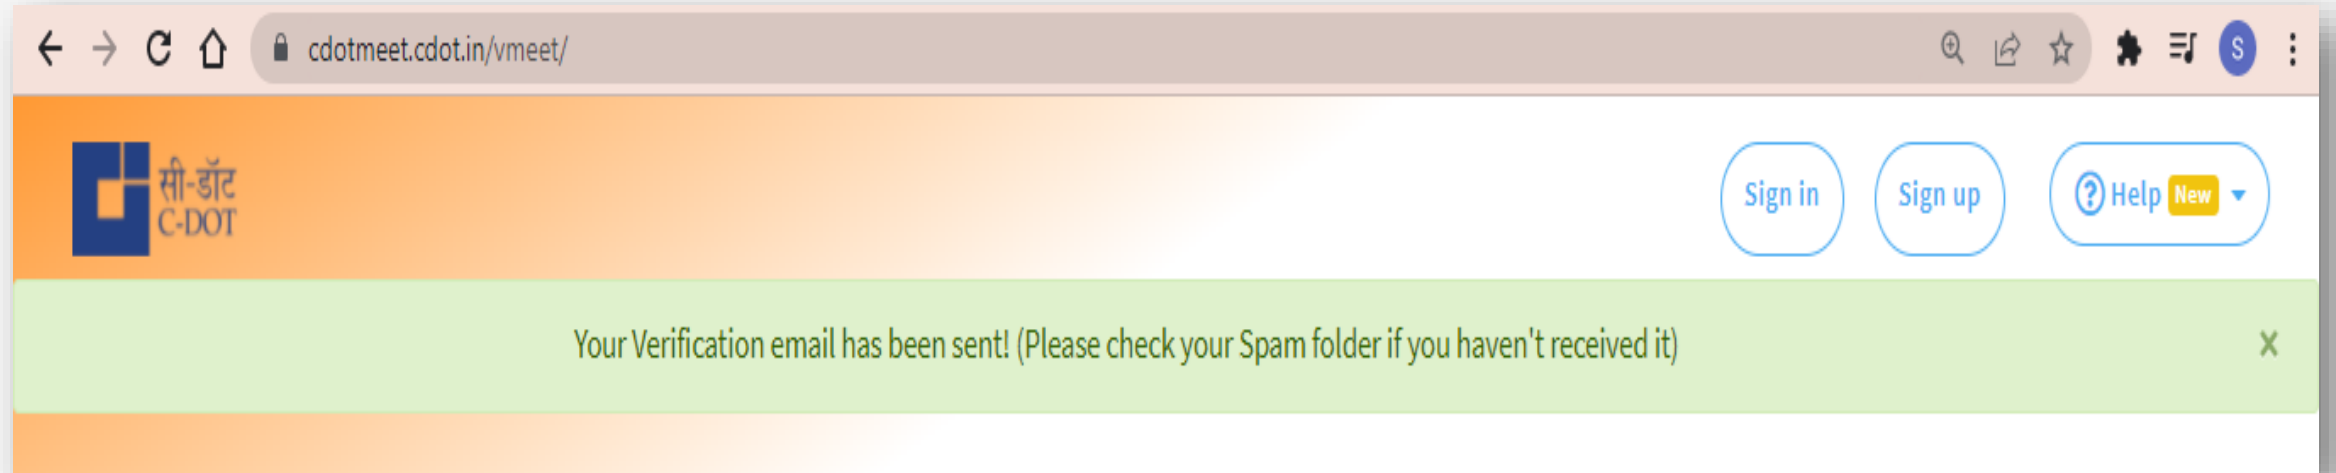 cdotmeet.cdot.in/vmeet/
S
सी-डॉट
C-DOT
Sign in
Sign up
? Help New
Your Verification email has been sent! (Please check your Spam folder if you haven't received it)
x